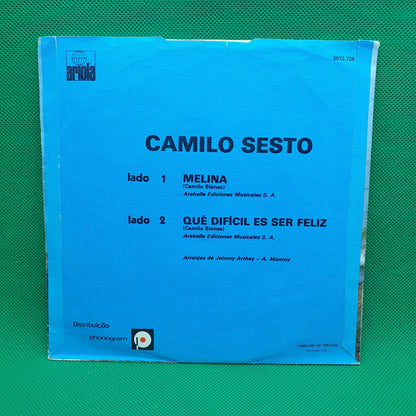 ariola
5013.726
CAMILO SESTO
lado 1 MELINA
(Camilo Blanes)
Arabella Ediciones Musicales S. A.
lado 2 QUÉ DIFÍCIL ES SER FELIZ
(Camilo Blanes)
Arabella Ediciones Musicales S. A.
Arranjos de Johnny Arthey — A. Monroy
Distribuição
phonogram
FABRICADO EM PORTUGAL